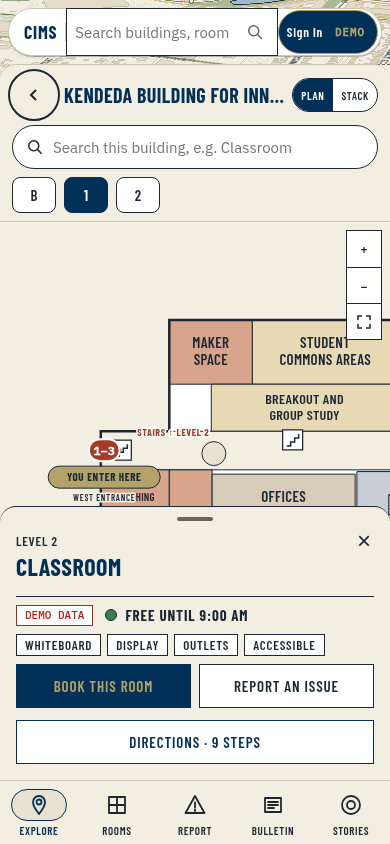 CIMS
Search buildings, room
Sign In DEMO
KENDEDA BUILDING FOR INN...
PLAN STACK
Search this building, e.g. Classroom
B 1 2
+
−
MAKER
SPACE
STUDENT
COMMONS AREAS
BREAKOUT AND
GROUP STUDY
1–3
YOU ENTER HERE
WEST ENTRANCE
OFFICES
LEVEL 2
CLASSROOM
DEMO DATA FREE UNTIL 9:00 AM
WHITEBOARD DISPLAY OUTLETS ACCESSIBLE
BOOK THIS ROOM REPORT AN ISSUE
DIRECTIONS · 9 STEPS
EXPLORE ROOMS REPORT BULLETIN STORIES